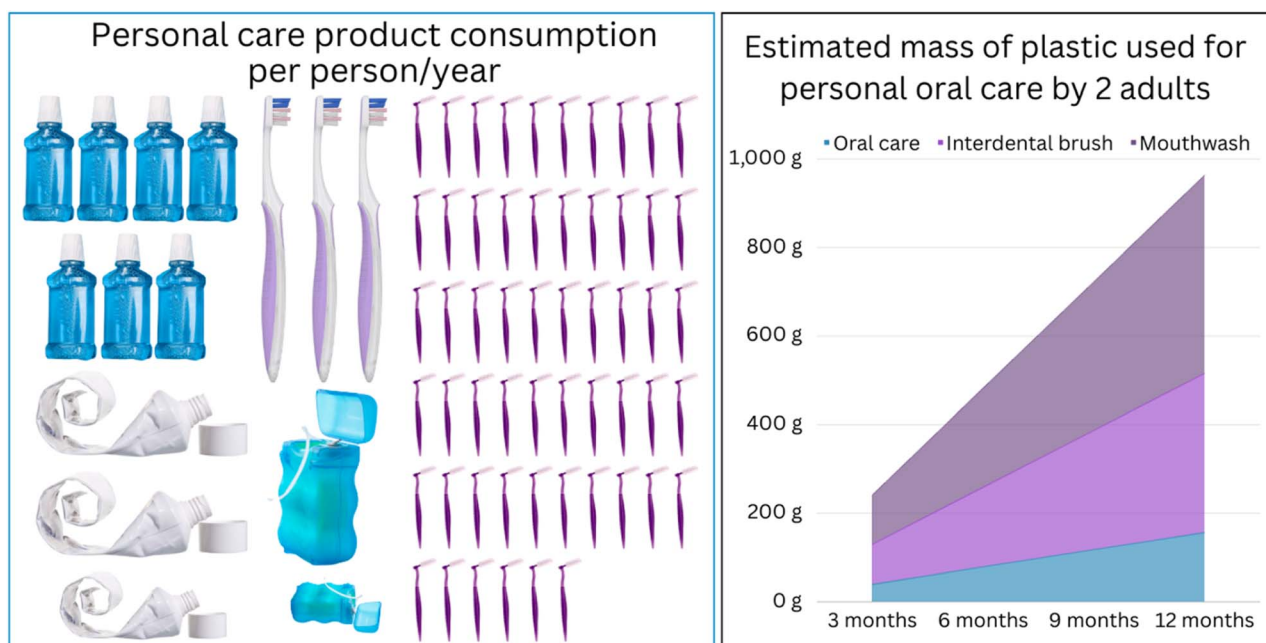 Personal care product consumption
per person/year
Estimated mass of plastic used for
personal oral care by 2 adults
Oral care Interdental brush Mouthwash
1,000 g
800 g
600 g
400 g
200 g
0 g
3 months 6 months 9 months 12 months